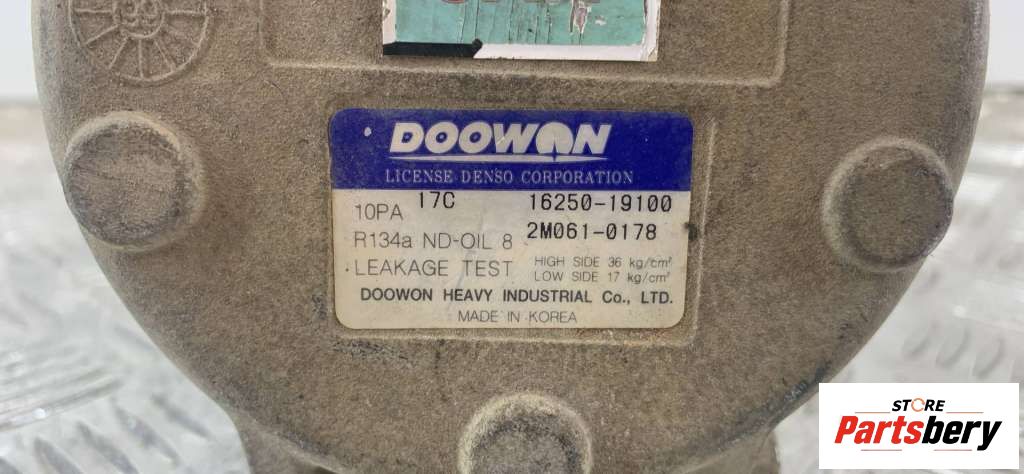 DOOWON
LICENSE DENSO CORPORATION
10PA 17C 16250-19100
R134a ND-OIL 8 2M061-0178
LEAKAGE TEST HIGH SIDE 36 kg/cm²
LOW SIDE 17 kg/cm²
DOOWON HEAVY INDUSTRIAL Co., LTD.
MADE IN KOREA
STORE
Partsbery